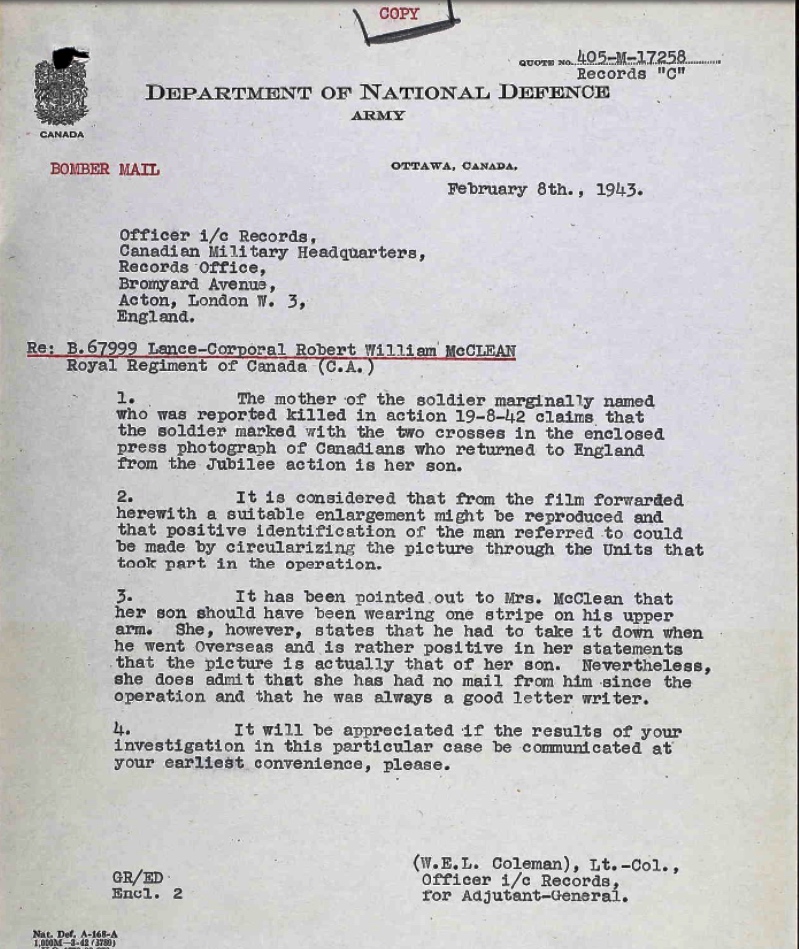 COPY
QUOTE NO. 405-M-17258
Records "C"
DEPARTMENT OF NATIONAL DEFENCE
ARMY
CANADA
BOMBER MAIL
OTTAWA, CANADA,
February 8th., 1943.
Officer i/c Records,
Canadian Military Headquarters,
Records Office,
Bromyard Avenue,
Acton, London W. 3,
England.
Re: B.67999 Lance-Corporal Robert William McCLEAN
Royal Regiment of Canada (C.A.)
1. The mother of the soldier marginally named
who was reported killed in action 19-8-42 claims that
the soldier marked with the two crosses in the enclosed
press photograph of Canadians who returned to England
from the Jubilee action is her son.
2. It is considered that from the film forwarded
herewith a suitable enlargement might be reproduced and
that positive identification of the man referred to could
be made by circularizing the picture through the Units that
took part in the operation.
3. It has been pointed out to Mrs. McClean that
her son should have been wearing one stripe on his upper
arm. She, however, states that he had to take it down when
he went Overseas and is rather positive in her statements
that the picture is actually that of her son. Nevertheless,
she does admit that she has had no mail from him since the
operation and that he was always a good letter writer.
4. It will be appreciated if the results of your
investigation in this particular case be communicated at
your earliest convenience, please.
(W.E.L. Coleman), Lt.-Col.,
Officer i/c Records,
for Adjutant-General.
GR/ED
Encl. 2
Nat. Def. A-168-A
1,000M—3-42 (3789)